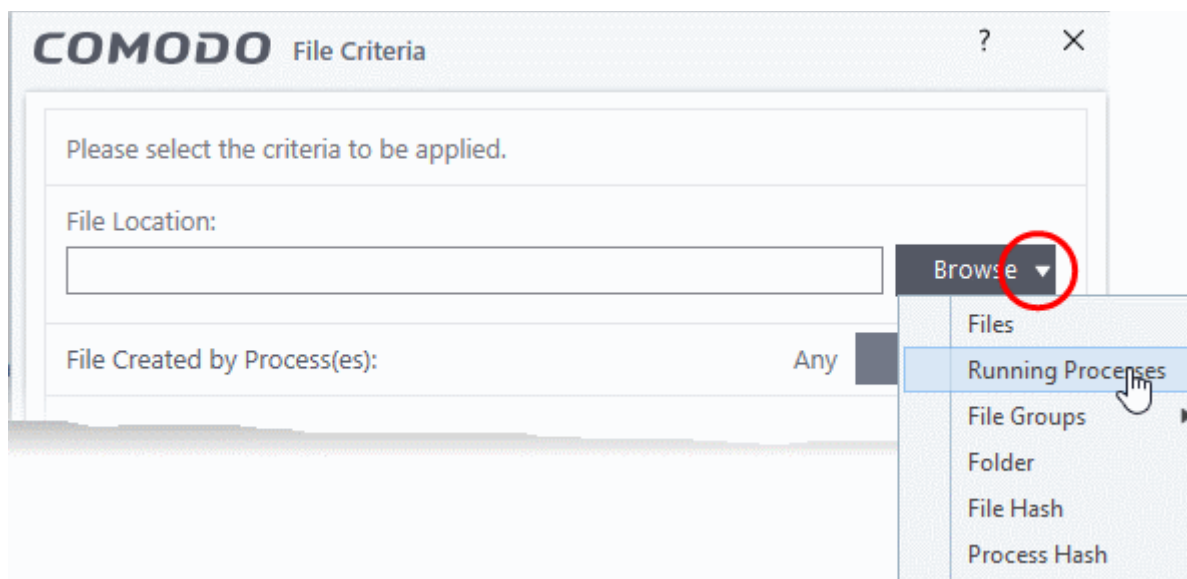 COMODO File Criteria ?
Please select the criteria to be applied.
File Location:
Browse
Files
File Created by Process(es): Any
Running Processes
File Groups
Folder
File Hash
Process Hash